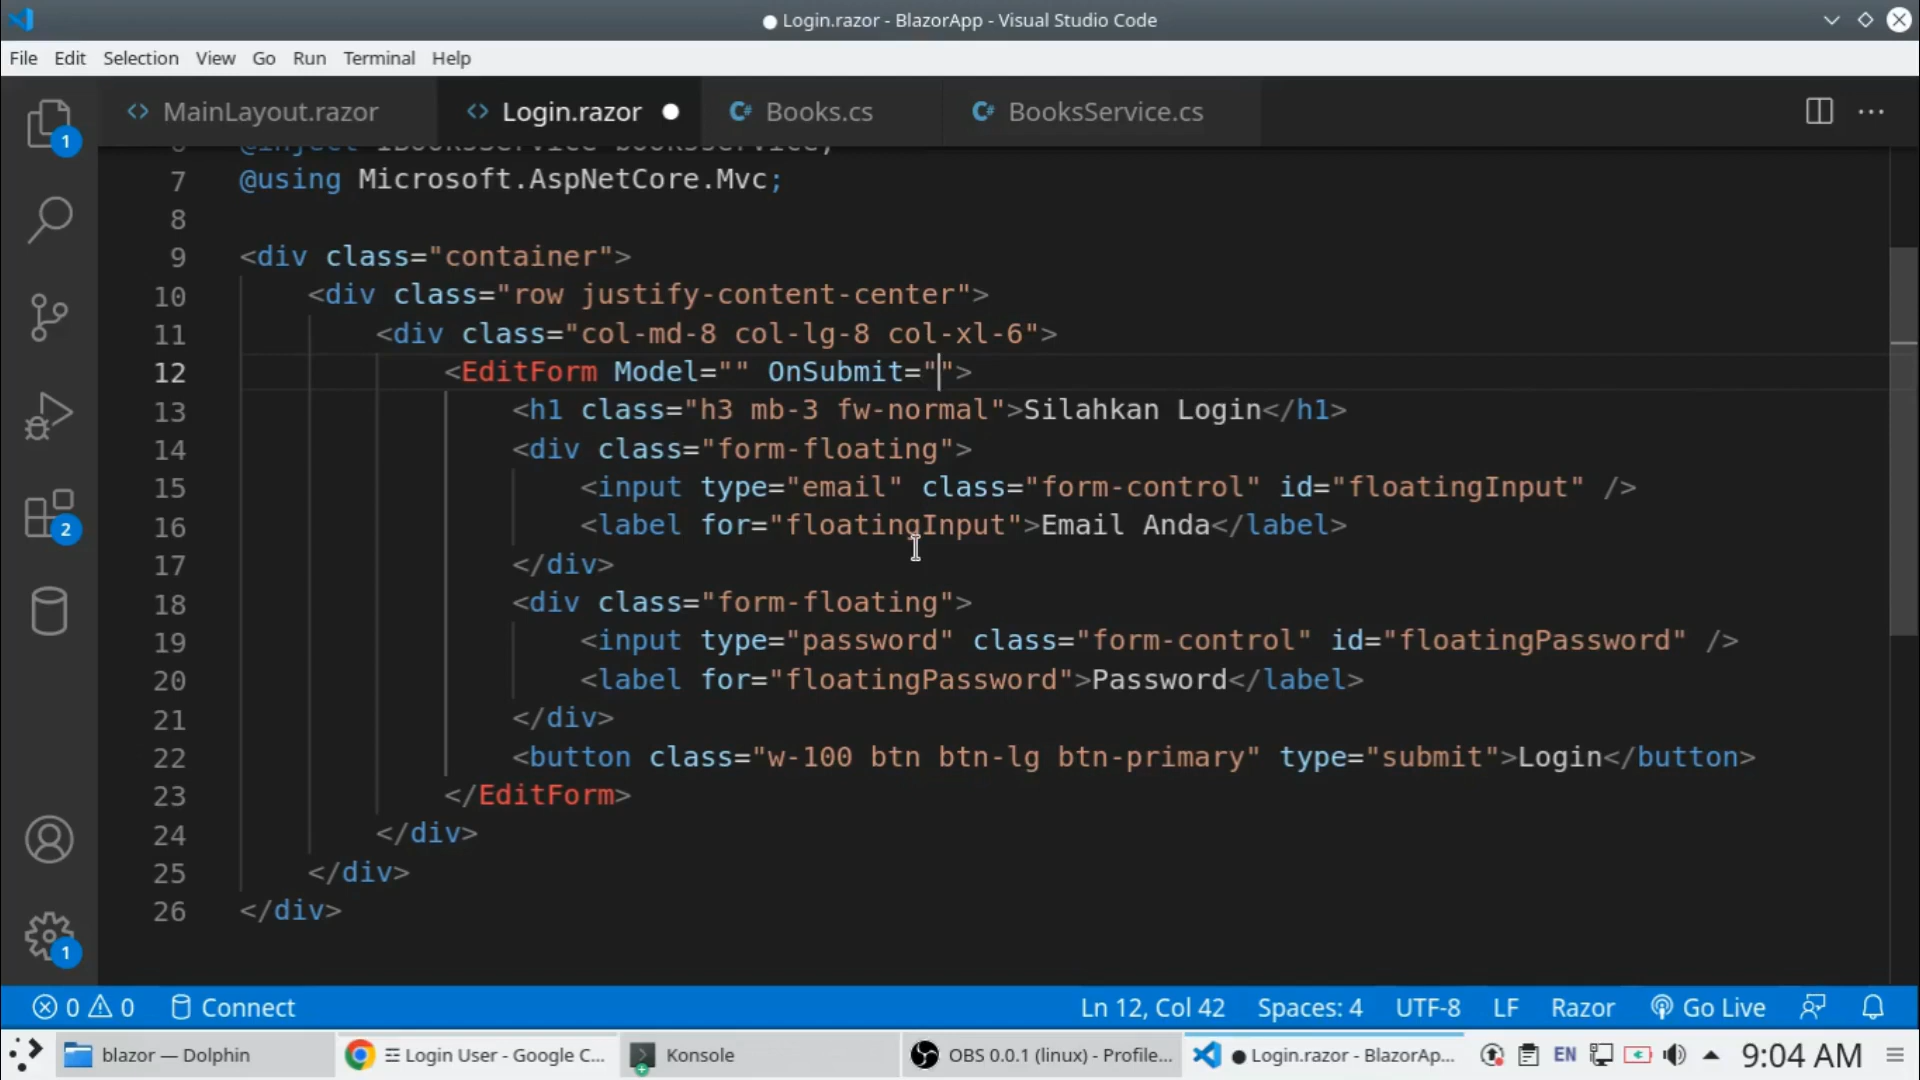 Login.razor - BlazorApp - Visual Studio Code
File Edit Selection View Go Run Terminal Help
MainLayout.razor Login.razor C# Books.cs C# BooksService.cs
7 @using Microsoft.AspNetCore.Mvc;
8
9 <div class="container">
10 <div class="row justify-content-center">
11 <div class="col-md-8 col-lg-8 col-xl-6">
12 <EditForm Model="" OnSubmit="">
13 <h1 class="h3 mb-3 fw-normal">Silahkan Login</h1>
14 <div class="form-floating">
15 <input type="email" class="form-control" id="floatingInput" />
16 <label for="floatingInput">Email Anda</label>
17 </div>
18 <div class="form-floating">
19 <input type="password" class="form-control" id="floatingPassword" />
20 <label for="floatingPassword">Password</label>
21 </div>
22 <button class="w-100 btn btn-lg btn-primary" type="submit">Login</button>
23 </EditForm>
24 </div>
25 </div>
26 </div>
1
2
1
0 0 Connect Ln 12, Col 42 Spaces: 4 UTF-8 LF Razor Go Live
blazor — Dolphin Login User - Google C... Konsole OBS 0.0.1 (linux) - Profile... Login.razor - BlazorAp... EN 9:04 AM